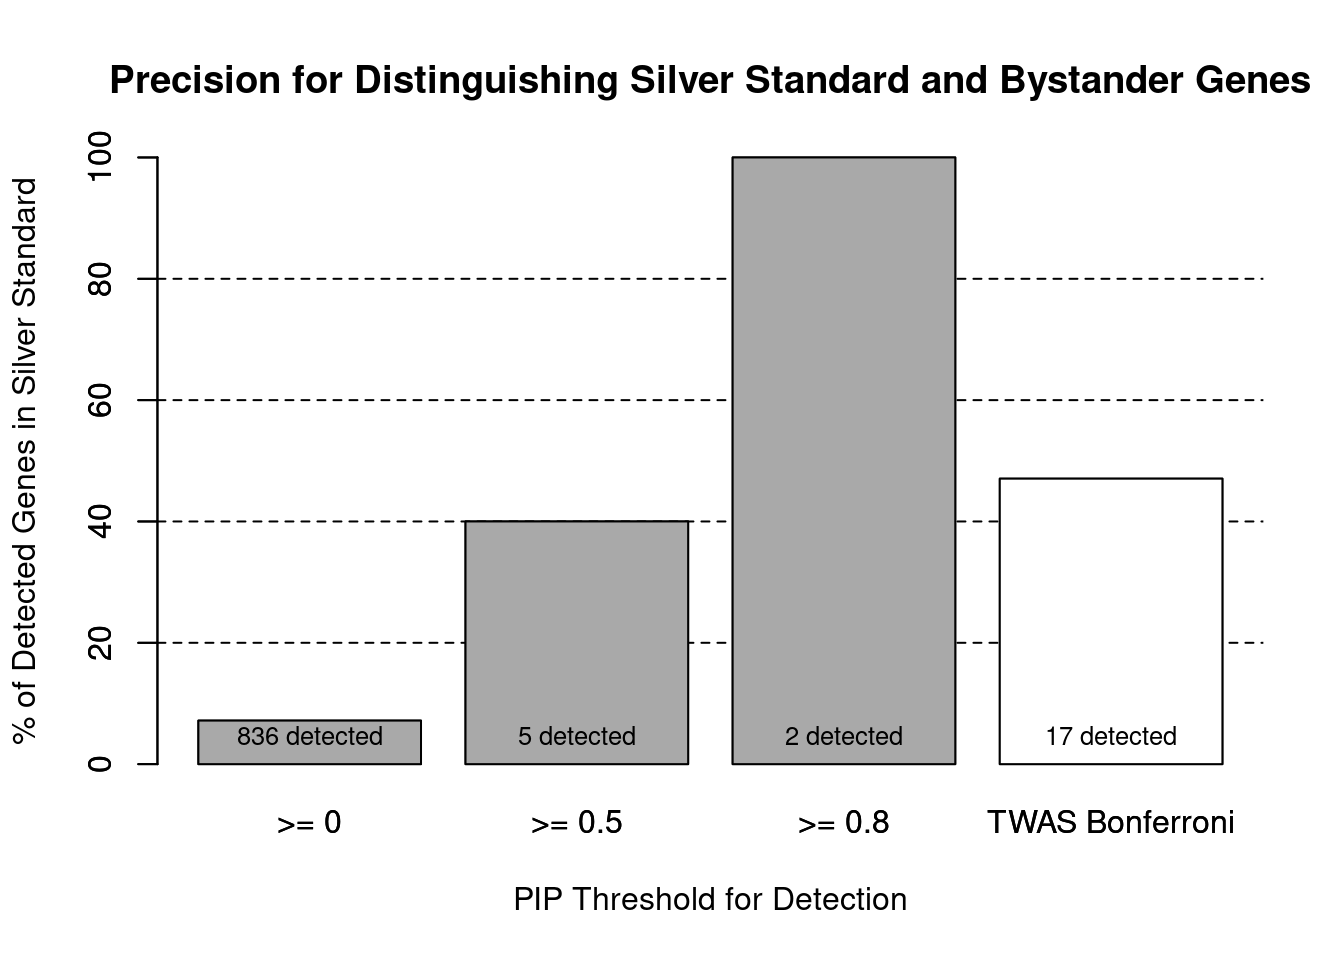 Precision for Distinguishing Silver Standard and Bystander Genes
% of Detected Genes in Silver Standard
100
80
60
40
20
0
836 detected
5 detected
2 detected
17 detected
>= 0
>= 0.5
>= 0.8
TWAS Bonferroni
PIP Threshold for Detection